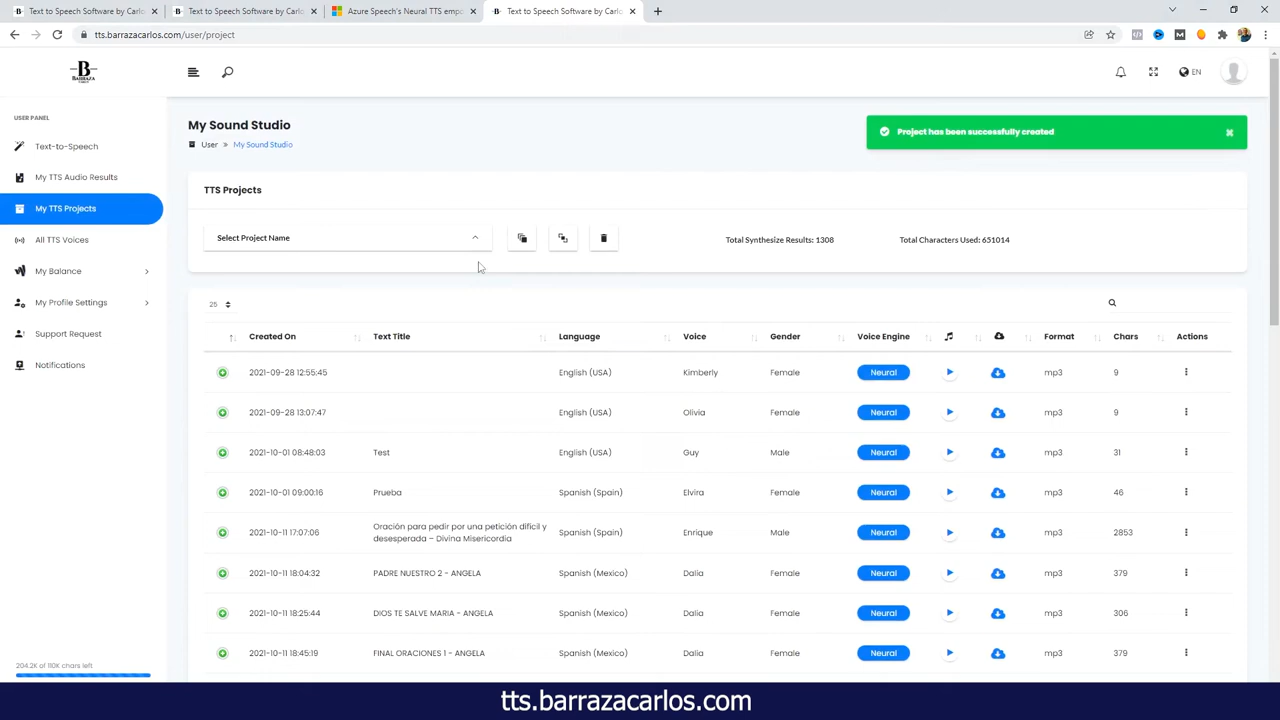 Text to Speech Software by Carlo
Text to Speech Software by Carlo
Azure Speech's Neural TTS empo
Text to Speech Software by Carlo
tts.barrazacarlos.com/user/project
B
BARRAZA
CARLOS
EN
USER PANEL
Text-to-Speech
My TTS Audio Results
My TTS Projects
All TTS Voices
My Balance
My Profile Settings
Support Request
Notifications
204.2K of 110K chars left
My Sound Studio
User » My Sound Studio
Project has been successfully created
TTS Projects
Select Project Name
Total Synthesize Results: 1308
Total Characters Used: 651014
25
Created On Text Title Language Voice Gender Voice Engine Format Chars Actions
2021-09-28 12:55:45 English (USA) Kimberly Female Neural mp3 9
2021-09-28 13:07:47 English (USA) Olivia Female Neural mp3 9
2021-10-01 08:48:03 Test English (USA) Guy Male Neural mp3 31
2021-10-01 09:00:16 Prueba Spanish (Spain) Elvira Female Neural mp3 46
2021-10-11 17:07:06 Oración para pedir por una petición difícil y
desesperada – Divina Misericordia Spanish (Spain) Enrique Male Neural mp3 2853
2021-10-11 18:04:32 PADRE NUESTRO 2 - ANGELA Spanish (Mexico) Dalia Female Neural mp3 379
2021-10-11 18:25:44 DIOS TE SALVE MARIA - ANGELA Spanish (Mexico) Dalia Female Neural mp3 306
2021-10-11 18:45:19 FINAL ORACIONES 1 - ANGELA Spanish (Mexico) Dalia Female Neural mp3 379
tts.barrazacarlos.com